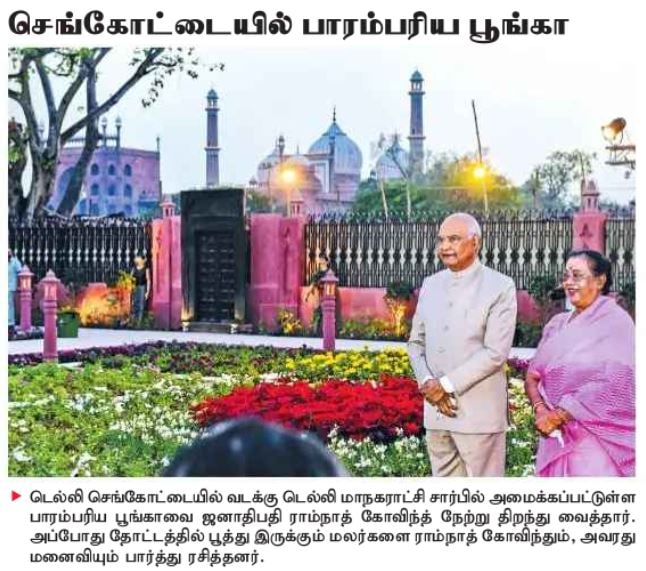 செங்கோட்டையில் பாரம்பரிய பூங்கா
டெல்லி செங்கோட்டையில் வடக்கு டெல்லி மாநகராட்சி சார்பில் அமைக்கப்பட்டுள்ள
பாரம்பரிய பூங்காவை ஜனாதிபதி ராம்நாத் கோவிந்த் நேற்று திறந்து வைத்தார்.
அப்போது தோட்டத்தில் பூத்து இருக்கும் மலர்களை ராம்நாத் கோவிந்தும், அவரது
மனைவியும் பார்த்து ரசித்தனர்.